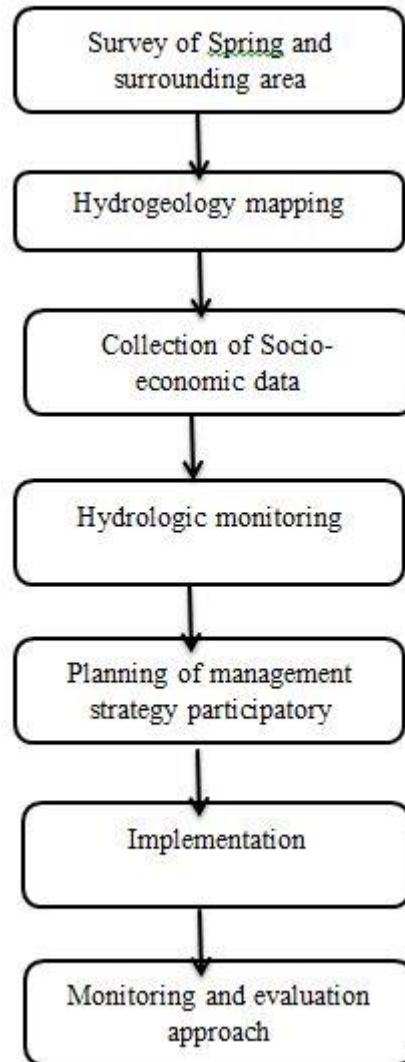 Survey of Spring and
surrounding area
Hydrogeology mapping
Collection of Socio-
economic data
Hydrologic monitoring
Planning of management
strategy participatory
Implementation
Monitoring and evaluation
approach